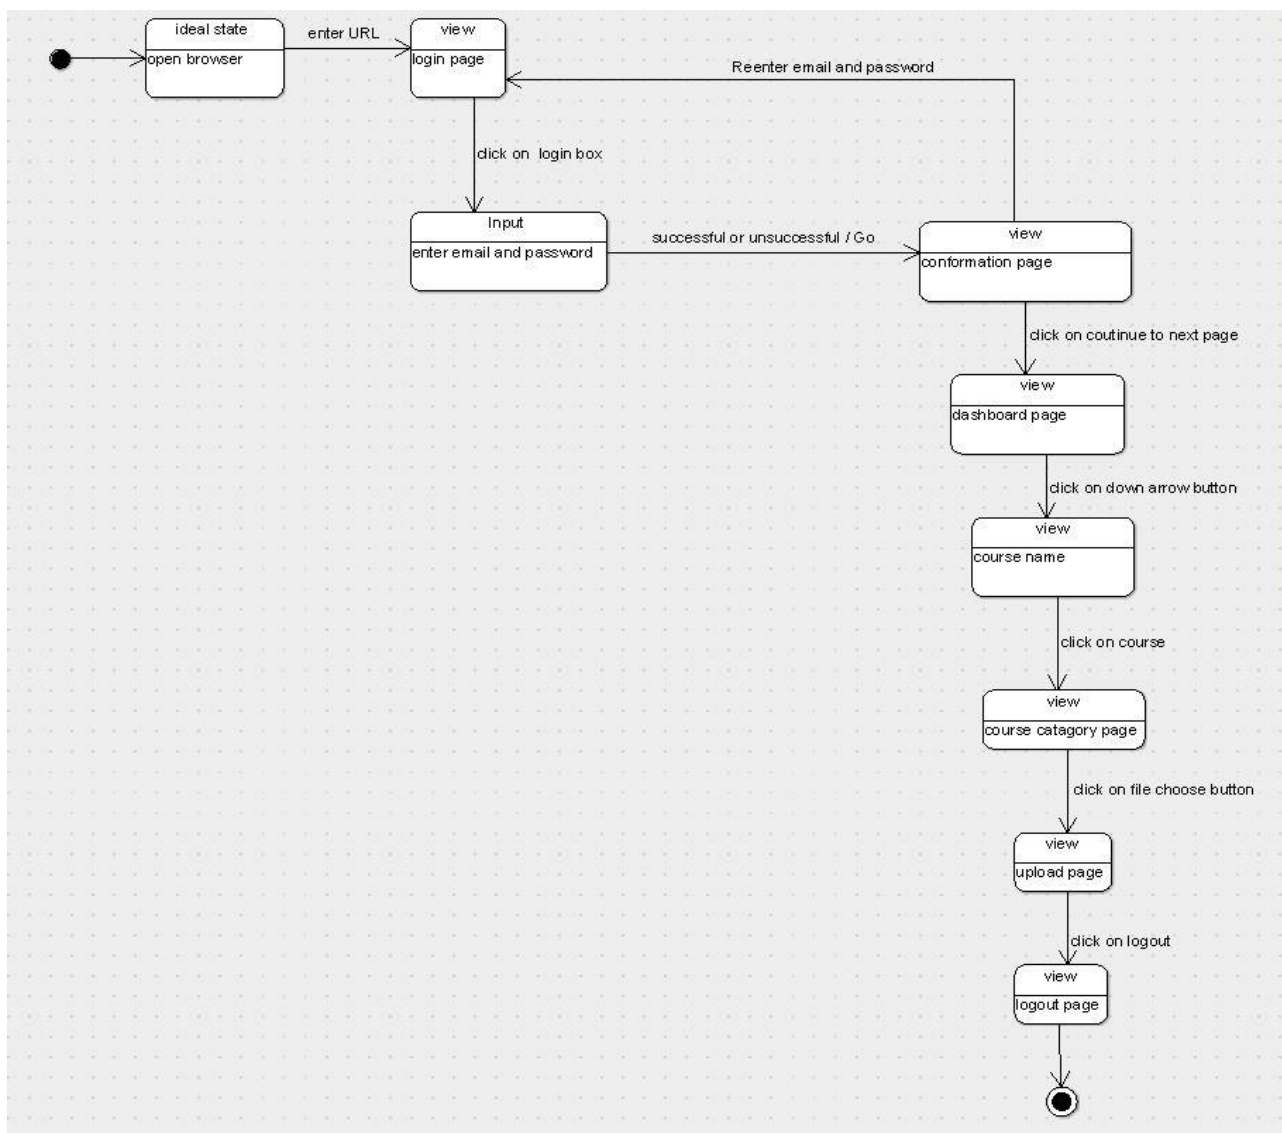 ideal state
open browser
enter URL
view
login page
Reenter email and password
click on login box
Input
enter email and password
successful or unsuccessful / Go
view
conformation page
click on coutinue to next page
view
dashboard page
click on down arrow button
view
course name
click on course
view
course catagory page
click on file choose button
view
upload page
click on logout
view
logout page